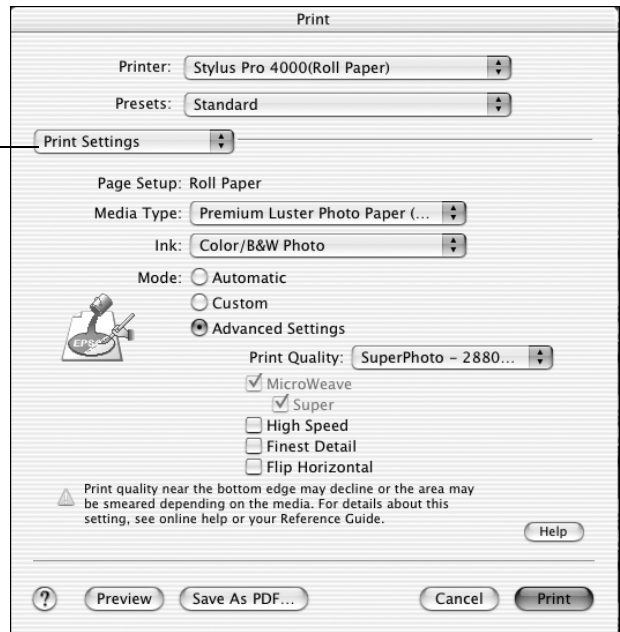 Print
Printer: Stylus Pro 4000(Roll Paper)
Presets: Standard
Print Settings
Page Setup: Roll Paper
Media Type: Premium Luster Photo Paper (...
Ink: Color/B&W Photo
Mode: Automatic
Custom
Advanced Settings
EPSO
Print Quality: SuperPhoto – 2880...
MicroWeave
Super
High Speed
Finest Detail
Flip Horizontal
Print quality near the bottom edge may decline or the area may
be smeared depending on the media. For details about this
setting, see online help or your Reference Guide.
Help
? Preview Save As PDF... Cancel Print